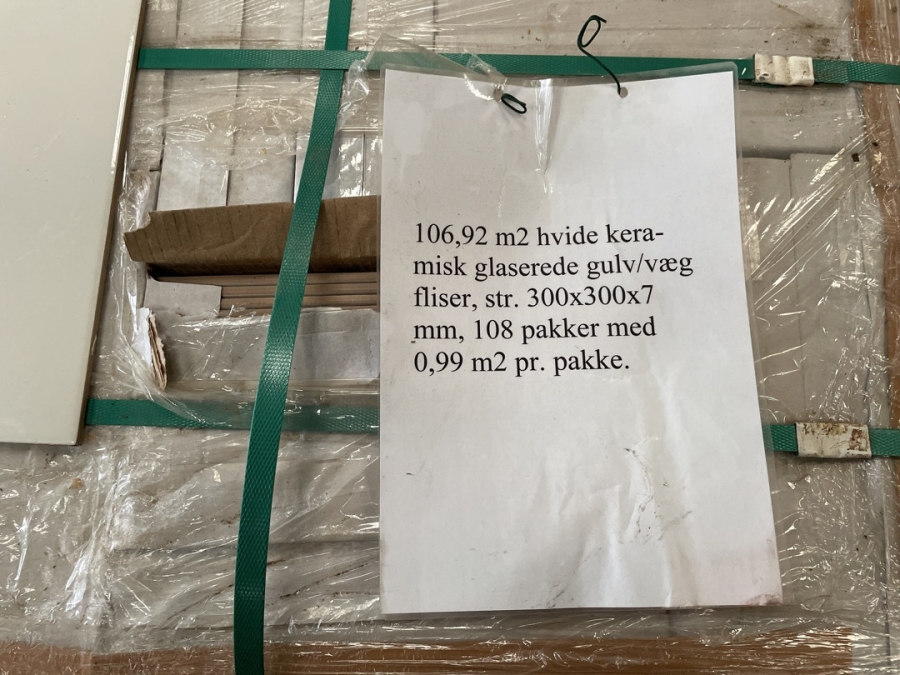 106,92 m2 hvide kera-
misk glaserede gulv/væg
fliser, str. 300x300x7
mm, 108 pakker med
0,99 m2 pr. pakke.